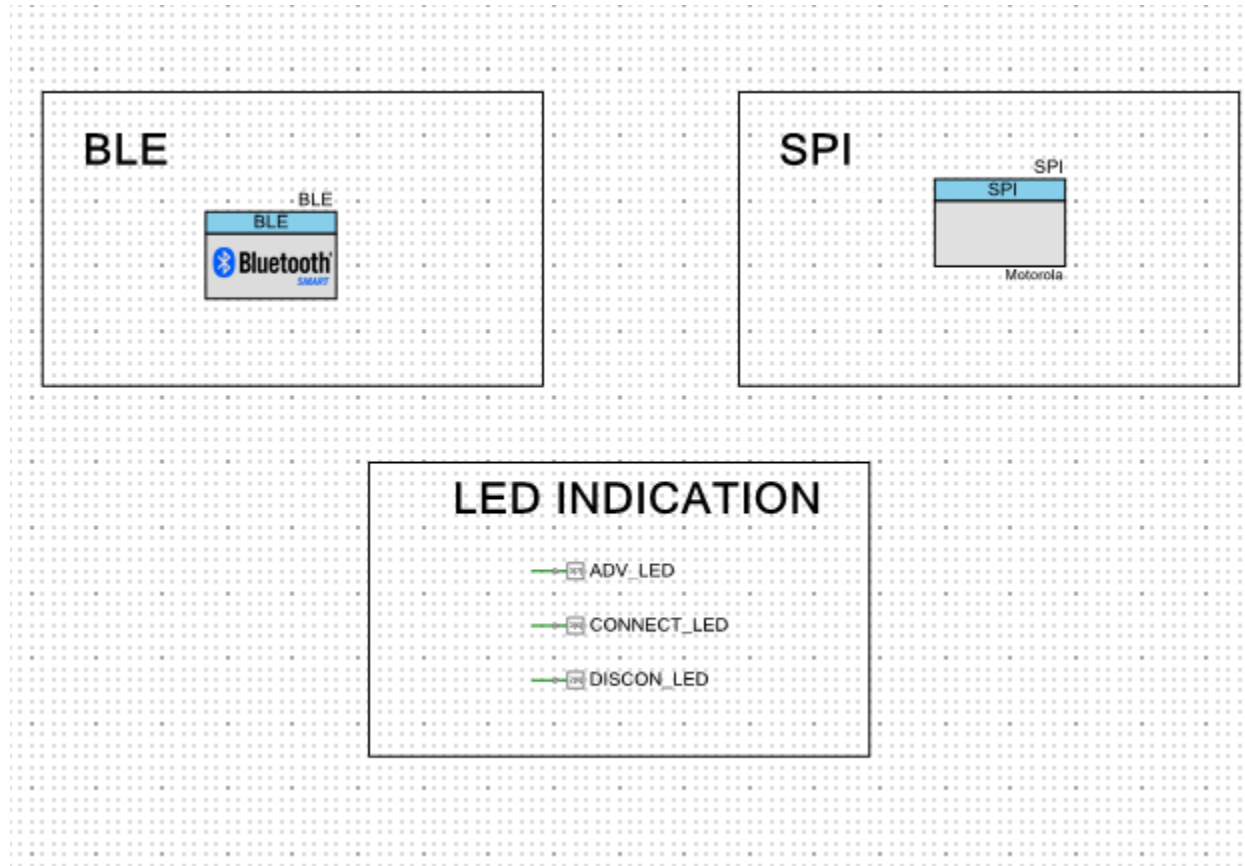 BLE
BLE
BLE
Bluetooth
SMART
SPI
SPI
SPI
Motorola
LED INDICATION
ADV_LED
CONNECT_LED
DISCON_LED